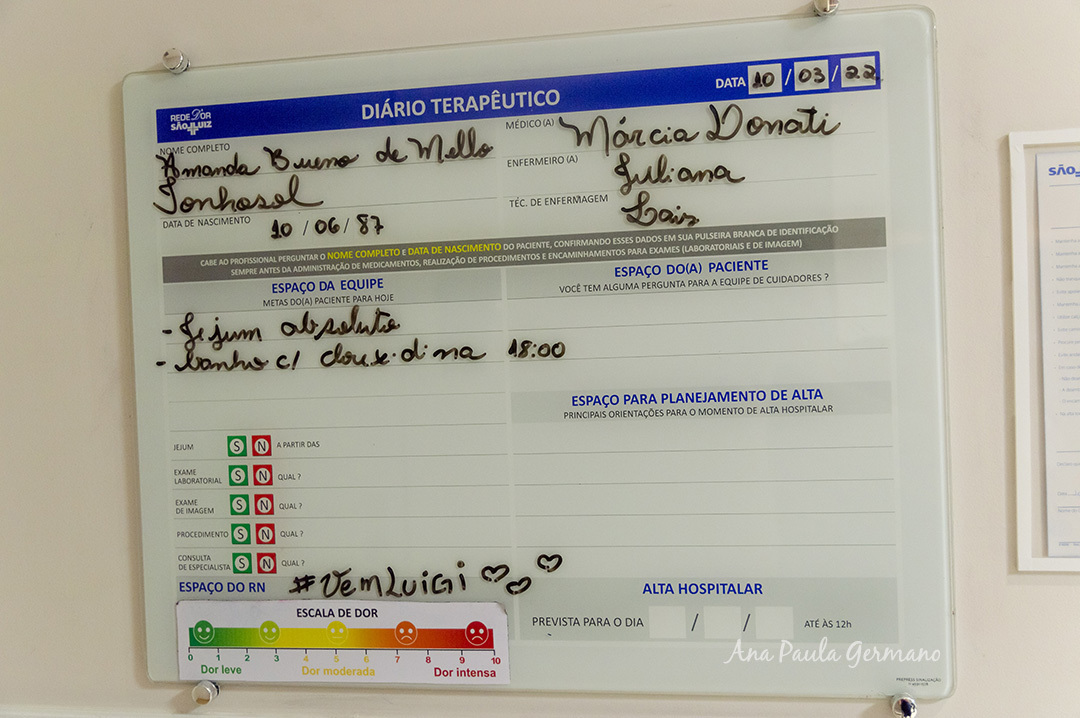 REDE D'OR
SÃO LUIZ
DIÁRIO TERAPÊUTICO
DATA 10 / 03 / 22
NOME COMPLETO
Amanda Bueno de Mello
Tonhosol
DATA DE NASCIMENTO 10 / 06 / 87
MÉDICO (A) Márcia Donati
ENFERMEIRO (A) Juliana
TÉC. DE ENFERMAGEM Lais
CABE AO PROFISSIONAL PERGUNTAR O NOME COMPLETO E DATA DE NASCIMENTO DO PACIENTE, CONFIRMANDO ESSES DADOS EM SUA PULSEIRA BRANCA DE IDENTIFICAÇÃO
SEMPRE ANTES DA ADMINISTRAÇÃO DE MEDICAMENTOS, REALIZAÇÃO DE PROCEDIMENTOS E ENCAMINHAMENTOS PARA EXAMES (LABORATORIAIS E DE IMAGEM)
ESPAÇO DA EQUIPE
METAS DO(A) PACIENTE PARA HOJE
- Jejum absoluto
- banho c/ clouxedina 18:00
JEJUM S N A PARTIR DAS
EXAME
LABORATORIAL S N QUAL ?
EXAME
DE IMAGEM S N QUAL ?
PROCEDIMENTO S N QUAL ?
CONSULTA
DE ESPECIALISTA S N QUAL ?
ESPAÇO DO RN #VEMLUIGI
ESCALA DE DOR
0 1 2 3 4 5 6 7 8 9 10
Dor leve Dor moderada Dor intensa
ESPAÇO DO(A) PACIENTE
VOCÊ TEM ALGUMA PERGUNTA PARA A EQUIPE DE CUIDADORES ?
ESPAÇO PARA PLANEJAMENTO DE ALTA
PRINCIPAIS ORIENTAÇÕES PARA O MOMENTO DE ALTA HOSPITALAR
ALTA HOSPITALAR
PREVISTA PARA O DIA / / ATÉ ÀS 12h
Ana Paula Germano
SÃO